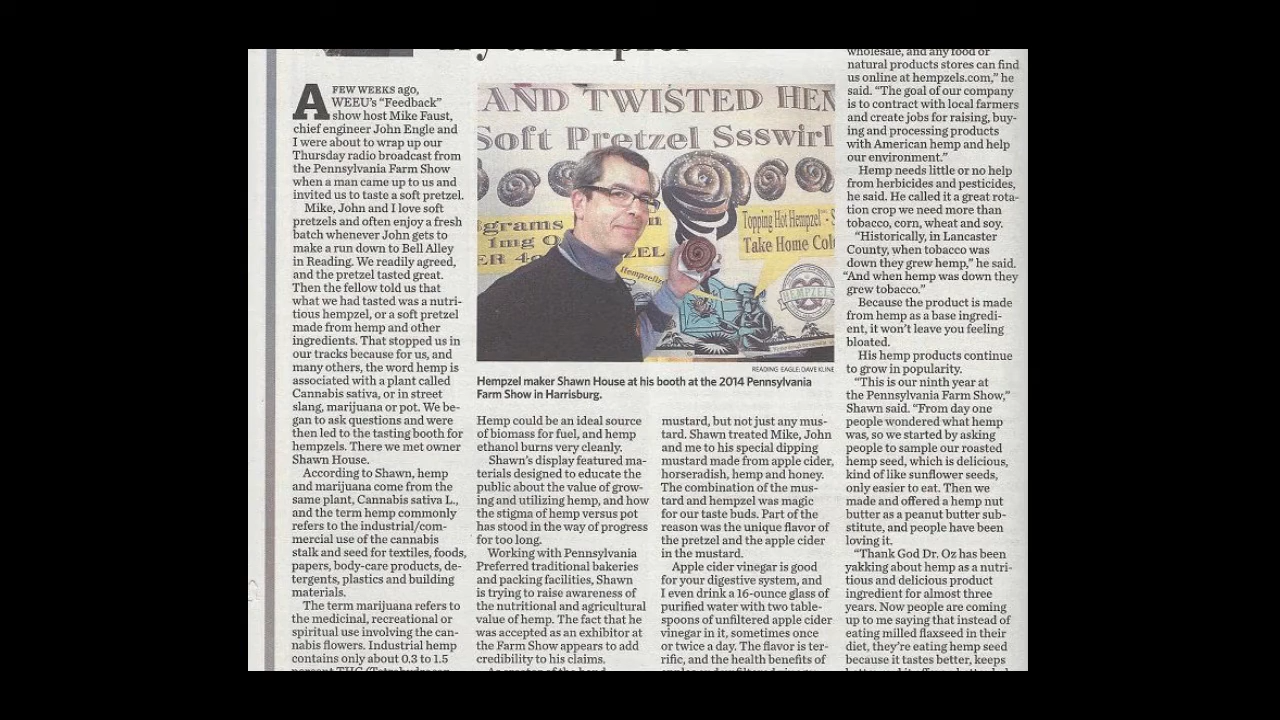 A FEW WEEKS ago,
WEEU's "Feedback"
show host Mike Faust,
chief engineer John Engle and
I were about to wrap up our
Thursday radio broadcast from
the Pennsylvania Farm Show
when a man came up to us and
invited us to taste a soft pretzel.
Mike, John and I love soft
pretzels and often enjoy a fresh
batch whenever John gets to
make a run down to Bell Alley
in Reading. We readily agreed,
and the pretzel tasted great.
Then the fellow told us that
what we had tasted was a nutri-
tious hempzel, or a soft pretzel
made from hemp and other
ingredients. That stopped us in
our tracks because for us, and
many others, the word hemp is
associated with a plant called
Cannabis sativa, or in street
slang, marijuana or pot. We be-
gan to ask questions and were
then led to the tasting booth for
hempzels. There we met owner
Shawn House.
According to Shawn, hemp
and marijuana come from the
same plant, Cannabis sativa L.,
and the term hemp commonly
refers to the industrial/com-
mercial use of the cannabis
stalk and seed for textiles, foods,
papers, body-care products, de-
tergents, plastics and building
materials.
The term marijuana refers to
the medicinal, recreational or
spiritual use involving the can-
nabis flowers. Industrial hemp
contains only about 0.3 to 1.5
AND TWISTED HEM
Soft Pretzel Ssswirl
grams
1mg
ER
ZEL
Topping Hot Hempzel
Take Home Col
HEMPZELS
READING EAGLE: DAVE KLINE
Hempzel maker Shawn House at his booth at the 2014 Pennsylvania
Farm Show in Harrisburg.
Hemp could be an ideal source
of biomass for fuel, and hemp
ethanol burns very cleanly.
Shawn's display featured ma-
terials designed to educate the
public about the value of grow-
ing and utilizing hemp, and how
the stigma of hemp versus pot
has stood in the way of progress
for too long.
Working with Pennsylvania
Preferred traditional bakeries
and packing facilities, Shawn
is trying to raise awareness of
the nutritional and agricultural
value of hemp. The fact that he
was accepted as an exhibitor at
the Farm Show appears to add
credibility to his claims.
mustard, but not just any mus-
tard. Shawn treated Mike, John
and me to his special dipping
mustard made from apple cider,
horseradish, hemp and honey.
The combination of the mus-
tard and hempzel was magic
for our taste buds. Part of the
reason was the unique flavor of
the pretzel and the apple cider
in the mustard.
Apple cider vinegar is good
for your digestive system, and
I even drink a 16-ounce glass of
purified water with two table-
spoons of unfiltered apple cider
vinegar in it, sometimes once
or twice a day. The flavor is ter-
rific, and the health benefits of
wholesale, and any food or
natural products stores can find
us online at hempzels.com," he
said. "The goal of our company
is to contract with local farmers
and create jobs for raising, buy-
ing and processing products
with American hemp and help
our environment."
Hemp needs little or no help
from herbicides and pesticides,
he said. He called it a great rota-
tion crop we need more than
tobacco, corn, wheat and soy.
"Historically, in Lancaster
County, when tobacco was
down they grew hemp," he said.
"And when hemp was down they
grew tobacco."
Because the product is made
from hemp as a base ingredi-
ent, it won't leave you feeling
bloated.
His hemp products continue
to grow in popularity.
"This is our ninth year at
the Pennsylvania Farm Show,"
Shawn said. "From day one
people wondered what hemp
was, so we started by asking
people to sample our roasted
hemp seed, which is delicious,
kind of like sunflower seeds,
only easier to eat. Then we
made and offered a hemp nut
butter as a peanut butter sub-
stitute, and people have been
loving it.
"Thank God Dr. Oz has been
yakking about hemp as a nutri-
tious and delicious product
ingredient for almost three
years. Now people are coming
up to me saying that instead of
eating milled flaxseed in their
diet, they're eating hemp seed
because it tastes better, keeps